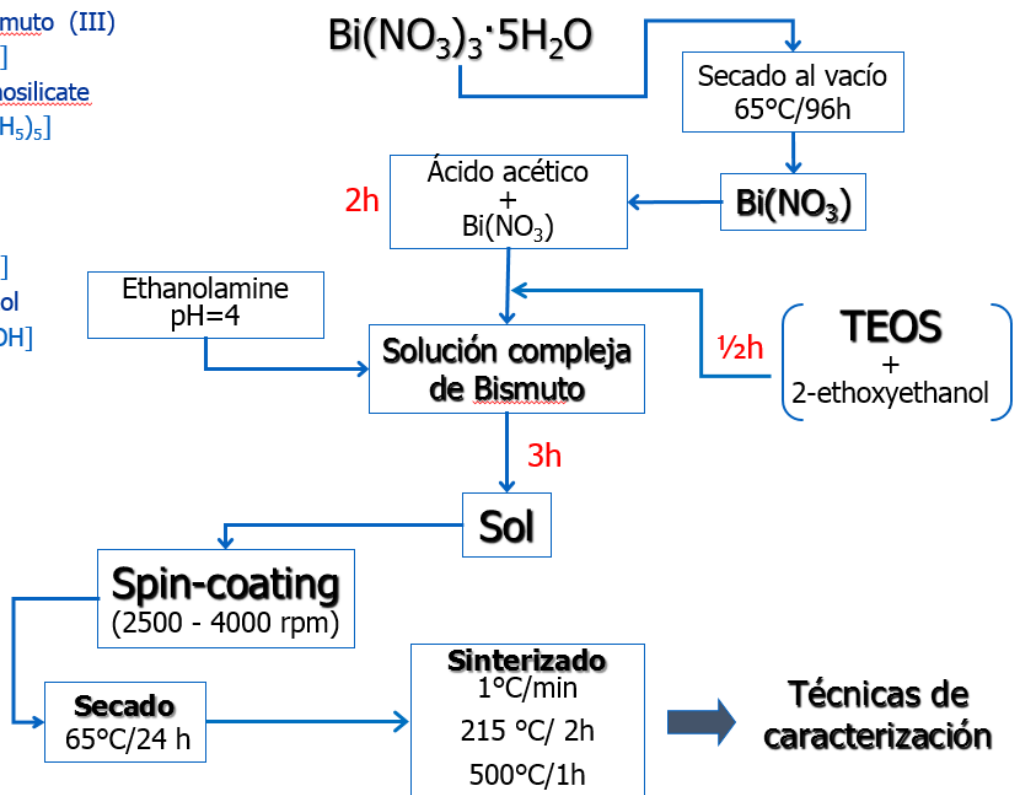 muto (III)
]
nosilicate
H₅)₅]
]
ol
OH]
Bi(NO₃)₃·5H₂O
Secado al vacío
65°C/96h
Bi(NO₃)
2h
Ácido acético
+
Bi(NO₃)
Ethanolamine
pH=4
½h
TEOS
+
2-ethoxyethanol
Solución compleja
de Bismuto
3h
Sol
Spin-coating
(2500 - 4000 rpm)
Secado
65°C/24 h
Sinterizado
1°C/min
215 °C/ 2h
500°C/1h
Técnicas de
caracterización